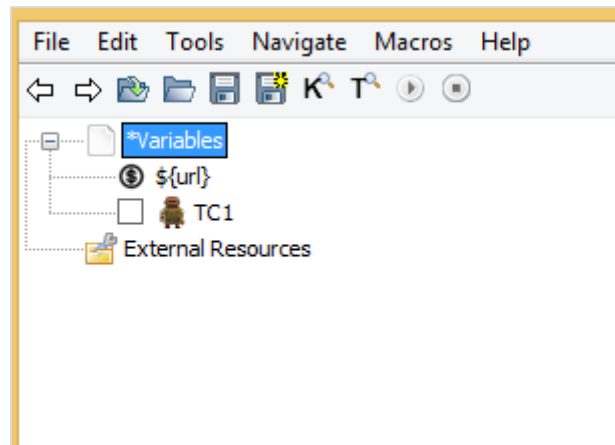 File Edit Tools Navigate Macros Help
K T
*Variables
${url}
TC1
External Resources